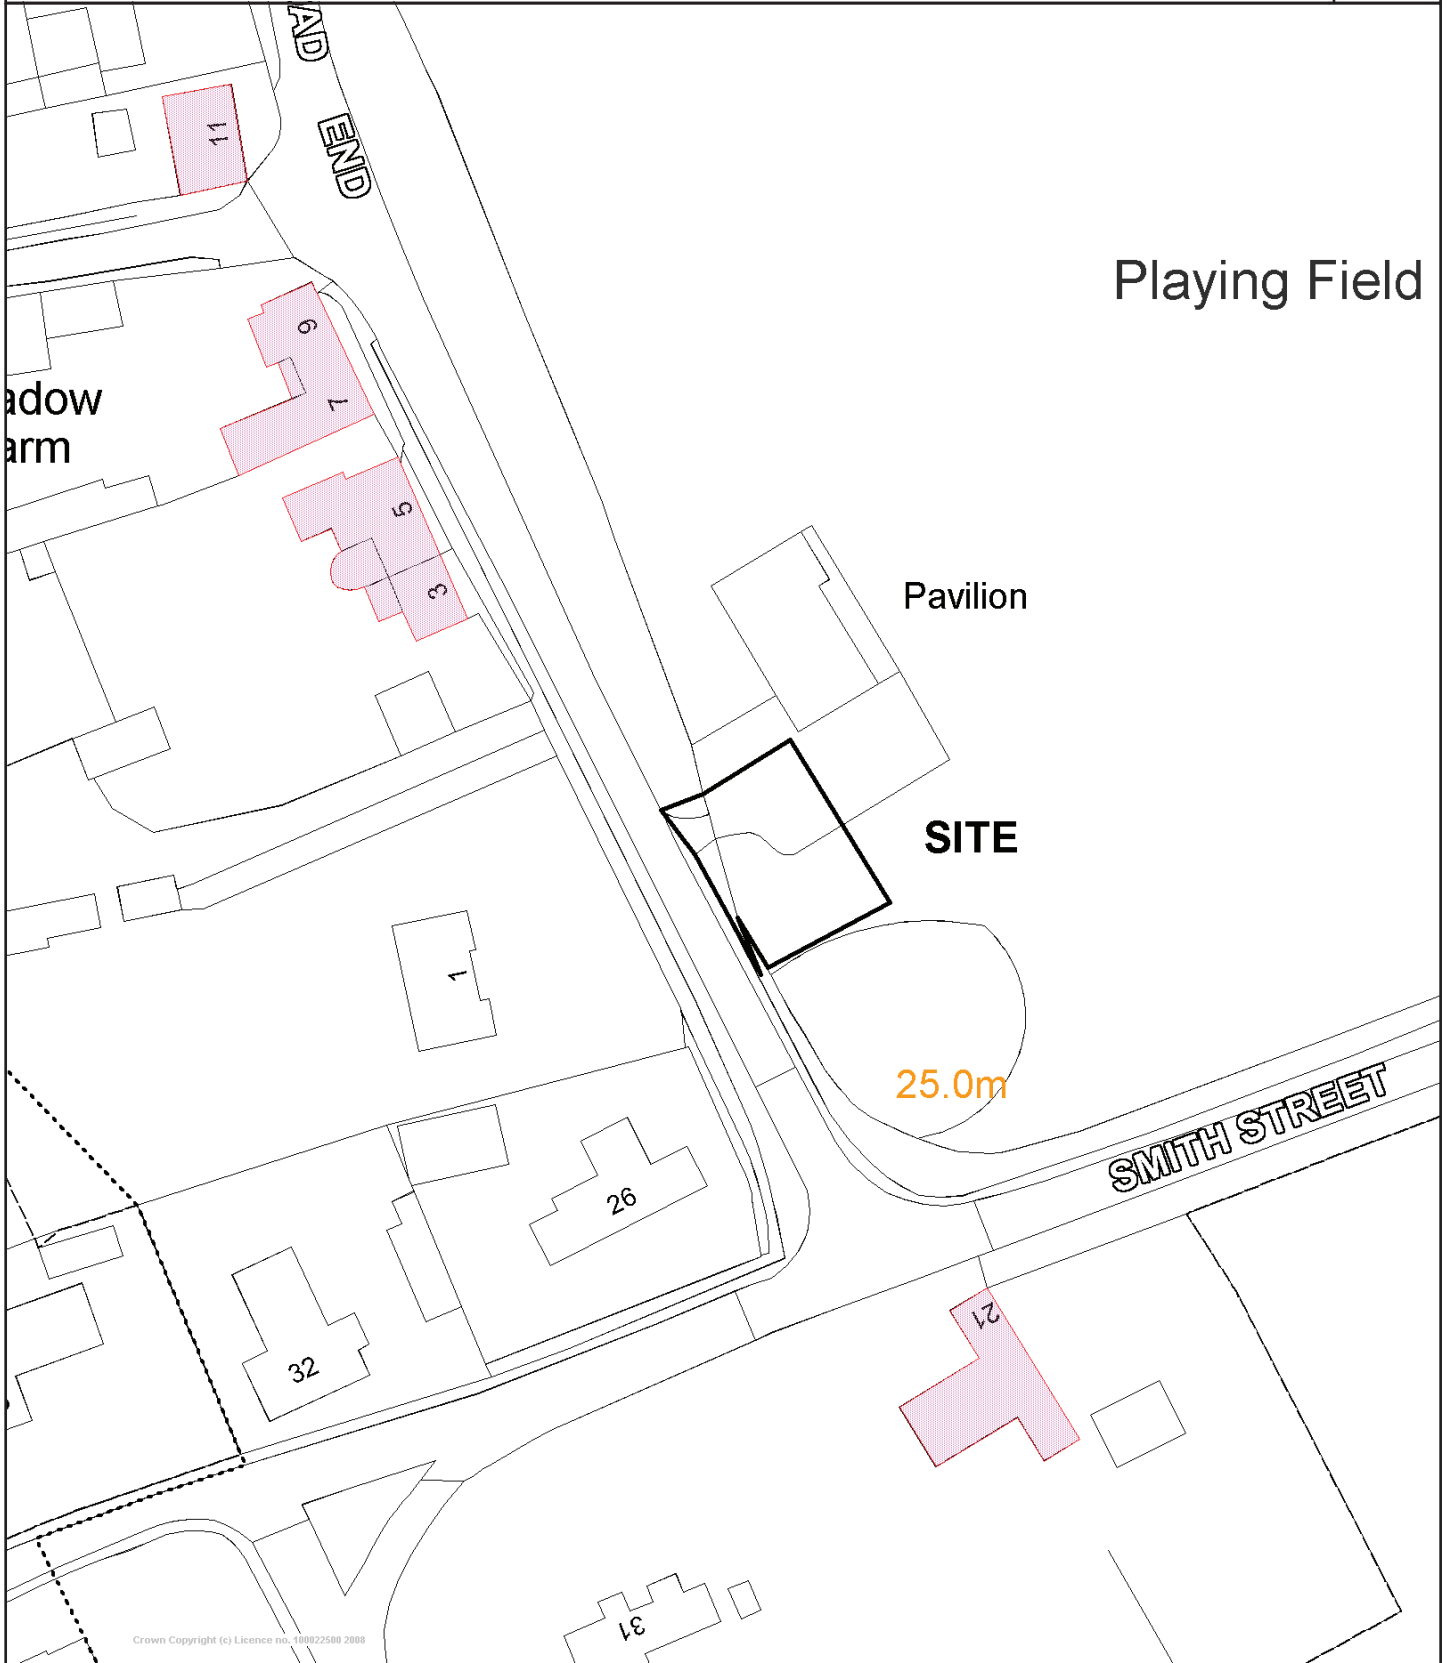 AD
END
11
Playing Field
9
7
adow
arm
5
3
Pavilion
SITE
1
25.0m
SMITH STREET
26
21
32
31
Crown Copyright (c) Licence no. 100022500 2008